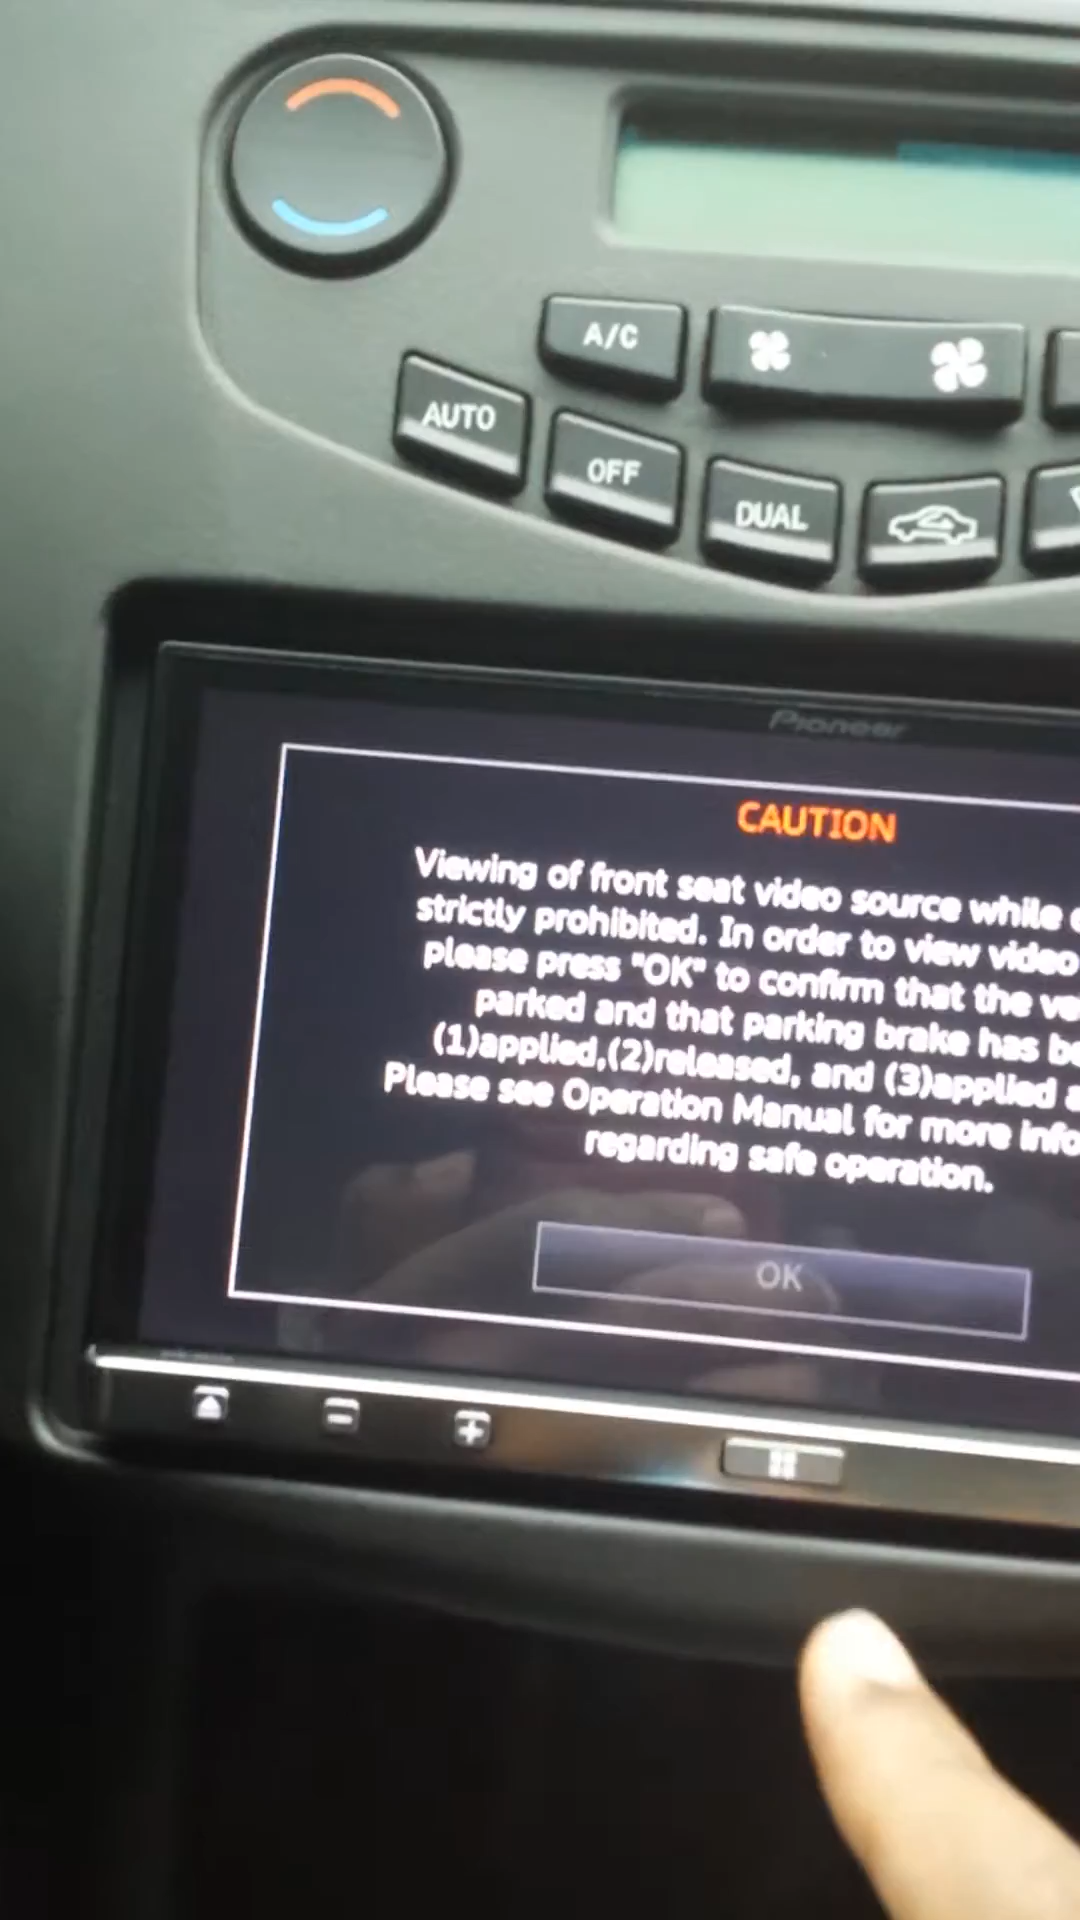 A/C
AUTO
OFF
DUAL
Pioneer
CAUTION
Viewing of front seat video source while
strictly prohibited. In order to view video
please press "OK" to confirm that the
parked and that parking brake has
(1)applied,(2)released, and (3)applied
Please see Operation Manual for more
regarding safe operation.
OK